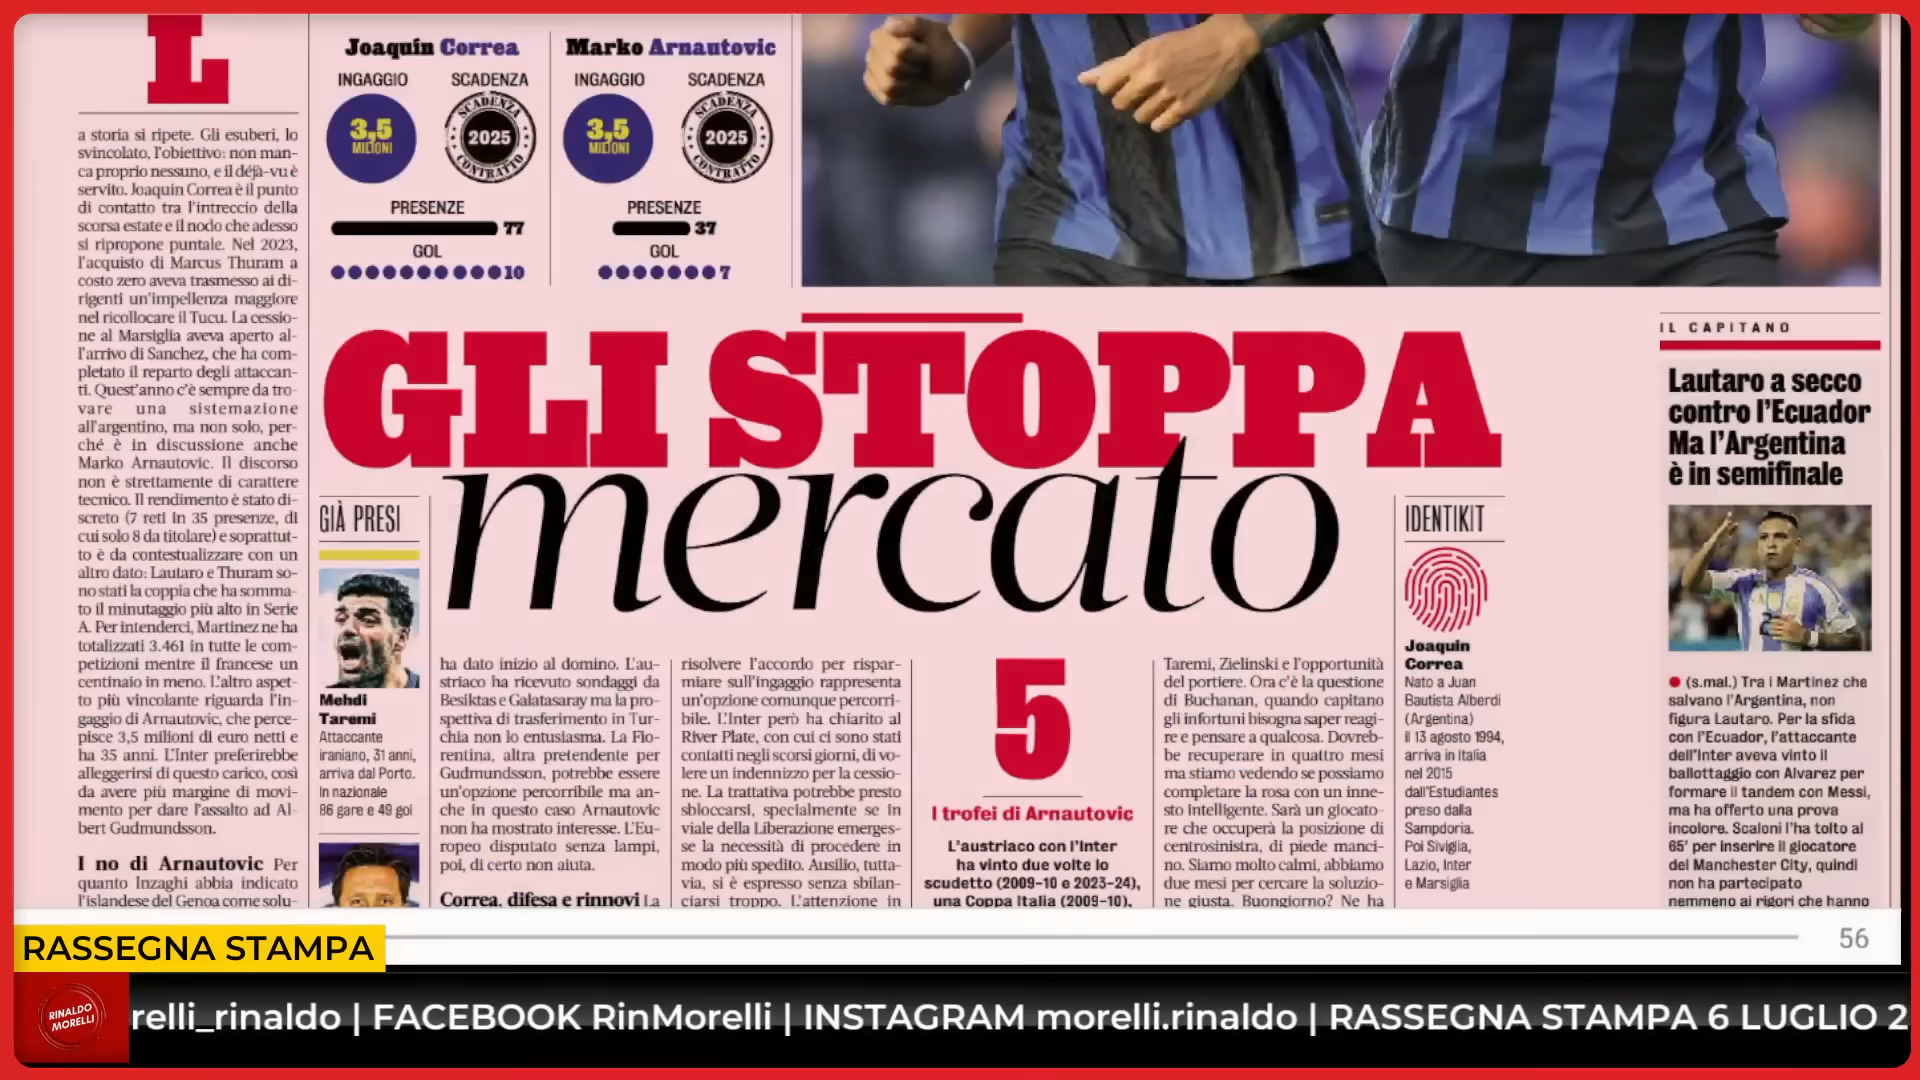 L
a storia si ripete. Gli esuberi, lo
svincolato, l'obiettivo: non man-
ca proprio nessuno, e il déjà-vu è
servito. Joaquin Correa è il punto
di contatto tra l'intreccio della
scorsa estate e il nodo che adesso
si ripropone puntale. Nel 2023,
l'acquisto di Marcus Thuram a
costo zero aveva trasmesso ai di-
rigenti un'impellenza maggiore
nel ricollocare il Tucu. La cessio-
ne al Marsiglia aveva aperto al-
l'arrivo di Sanchez, che ha com-
pletato il reparto degli attaccan-
ti. Quest'anno c'è sempre da tro-
vare una sistemazione
all'argentino, ma non solo, per-
ché è in discussione anche
Marko Arnautovic. Il discorso
non è strettamente di carattere
tecnico. Il rendimento è stato di-
screto (7 reti in 35 presenze, di
cui solo 8 da titolare) e soprattut-
to è da contestualizzare con un
altro dato: Lautaro e Thuram so-
no stati la coppia che ha somma-
to il minutaggio più alto in Serie
A. Per intenderci, Martinez ne ha
totalizzati 3.461 in tutte le com-
petizioni mentre il francese un
centinaio in meno. L'altro aspet-
to più vincolante riguarda l'in-
gaggio di Arnautovic, che perce-
pisce 3,5 milioni di euro netti e
ha 35 anni. L'Inter preferirebbe
alleggerirsi di questo carico, così
da avere più margine di movi-
mento per dare l'assalto ad Al-
bert Gudmundsson.
I no di Arnautovic Per
quanto Inzaghi abbia indicato
l'islandese del Genoa come solu-
Joaquin Correa
INGAGGIO
SCADENZA
3,5
MILIONI
SCADENZA
2025
CONTRATTO
PRESENZE
77
GOL
10
Marko Arnautovic
INGAGGIO
SCADENZA
3,5
MILIONI
SCADENZA
2025
CONTRATTO
PRESENZE
37
GOL
7
GLI STOPPA
mercato
GIÀ PRESI
Mehdi
Taremi
Attaccante
iraniano, 31 anni,
arriva dal Porto.
In nazionale
86 gare e 49 gol
ha dato inizio al domino. L'au-
striaco ha ricevuto sondaggi da
Besiktas e Galatasaray ma la pro-
spettiva di trasferimento in Tur-
chia non lo entusiasma. La Fio-
rentina, altra pretendente per
Gudmundsson, potrebbe essere
un'opzione percorribile ma an-
che in questo caso Arnautovic
non ha mostrato interesse. L'Eu-
ropeo disputato senza lampi,
poi, di certo non aiuta.
Correa, difesa e rinnovi La
risolvere l'accordo per rispar-
miare sull'ingaggio rappresenta
un'opzione comunque percorri-
bile. L'Inter però ha chiarito al
River Plate, con cui ci sono stati
contatti negli scorsi giorni, di vo-
lere un indennizzo per la cessio-
ne. La trattativa potrebbe presto
sbloccarsi, specialmente se in
viale della Liberazione emerges-
se la necessità di procedere in
modo più spedito. Ausilio, tutta-
via, si è espresso senza sbilan-
ciarsi troppo. L'attenzione in
5
I trofei di Arnautovic
L'austriaco con l'Inter
ha vinto due volte lo
scudetto (2009-10 e 2023-24),
una Coppa Italia (2009-10),
Taremi, Zielinski e l'opportunità
del portiere. Ora c'è la questione
di Buchanan, quando capitano
gli infortuni bisogna saper reagi-
re e pensare a qualcosa. Dovreb-
be recuperare in quattro mesi
ma stiamo vedendo se possiamo
completare la rosa con un inne-
sto intelligente. Sarà un giocato-
re che occuperà la posizione di
centrosinistra, di piede manci-
no. Siamo molto calmi, abbiamo
due mesi per cercare la soluzio-
ne giusta. Buongiorno? Ne ha
IDENTIKIT
Joaquin
Correa
Nato a Juan
Bautista Alberdi
(Argentina)
il 13 agosto 1994,
arriva in Italia
nel 2015
dall'Estudiantes
preso dalla
Sampdoria.
Poi Siviglia,
Lazio, Inter
e Marsiglia
IL CAPITANO
Lautaro a secco
contro l'Ecuador
Ma l'Argentina
è in semifinale
● (s.mal.) Tra i Martinez che
salvano l'Argentina, non
figura Lautaro. Per la sfida
con l'Ecuador, l'attaccante
dell'Inter aveva vinto il
ballottaggio con Alvarez per
formare il tandem con Messi,
ma ha offerto una prova
incolore. Scaloni l'ha tolto al
65' per inserire il giocatore
del Manchester City, quindi
non ha partecipato
nemmeno ai rigori che hanno
56
RASSEGNA STAMPA
RINALDO
MORELLI
relli_rinaldo | FACEBOOK RinMorelli | INSTAGRAM morelli.rinaldo | RASSEGNA STAMPA 6 LUGLIO 2